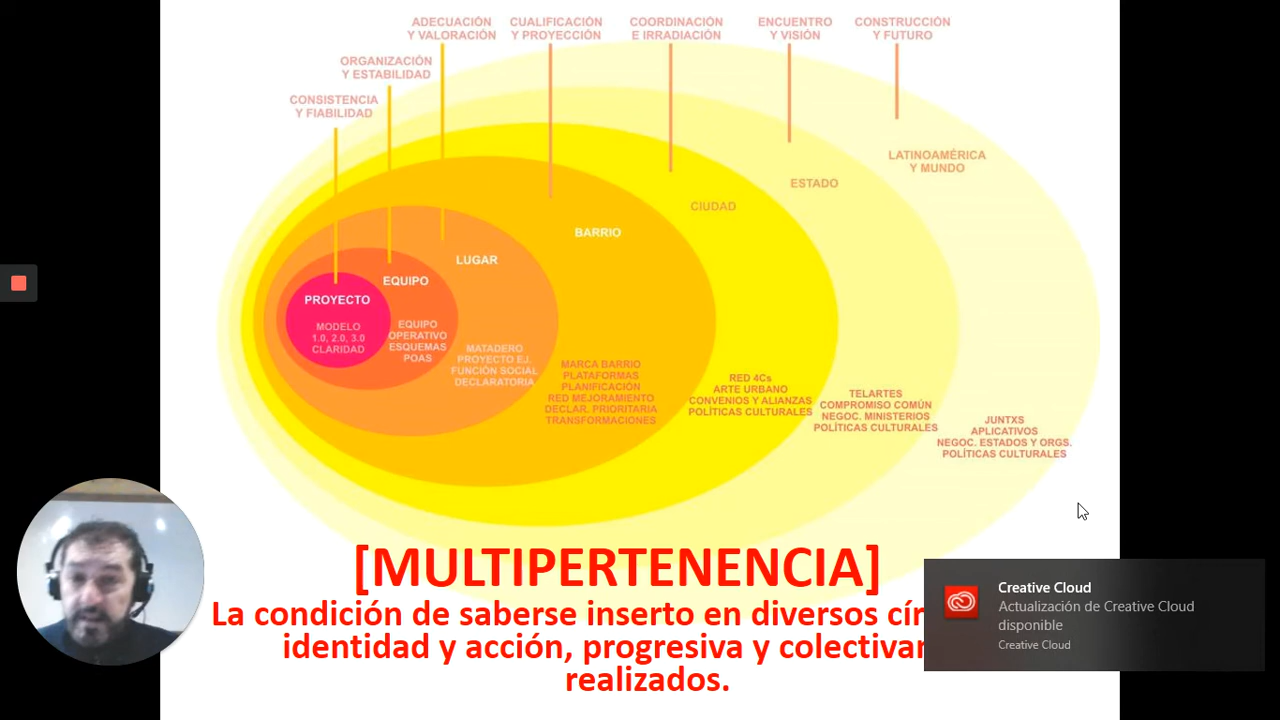 ADECUACIÓN
Y VALORACIÓN
CUALIFICACIÓN
Y PROYECCIÓN
COORDINACIÓN
E IRRADIACIÓN
ENCUENTRO
Y VISIÓN
CONSTRUCCIÓN
Y FUTURO
ORGANIZACIÓN
Y ESTABILIDAD
CONSISTENCIA
Y FIABILIDAD
LATINOAMÉRICA
Y MUNDO
ESTADO
CIUDAD
BARRIO
LUGAR
EQUIPO
PROYECTO
MODELO
1.0, 2.0, 3.0
CLARIDAD
EQUIPO
OPERATIVO
ESQUEMAS
POAS
MATADERO
PROYECTO EJ.
FUNCIÓN SOCIAL
DECLARATORIA
MARCA BARRIO
PLATAFORMAS
PLANIFICACIÓN
RED MEJORAMIENTO
DECLAR. PRIORITARIA
TRANSFORMACIONES
RED 4Cs
ARTE URBANO
CONVENIOS Y ALIANZAS
POLÍTICAS CULTURALES
TELARTES
COMPROMISO COMÚN
NEGOC. MINISTERIOS
POLÍTICAS CULTURALES
JUNTXS
APLICATIVOS
NEGOC. ESTADOS Y ORGS.
POLÍTICAS CULTURALES
[MULTIPERTENENCIA]
La condición de saberse inserto en diversos
identidad y acción, progresiva y
realizados.
Creative Cloud
Actualización de Creative Cloud
disponible
Creative Cloud